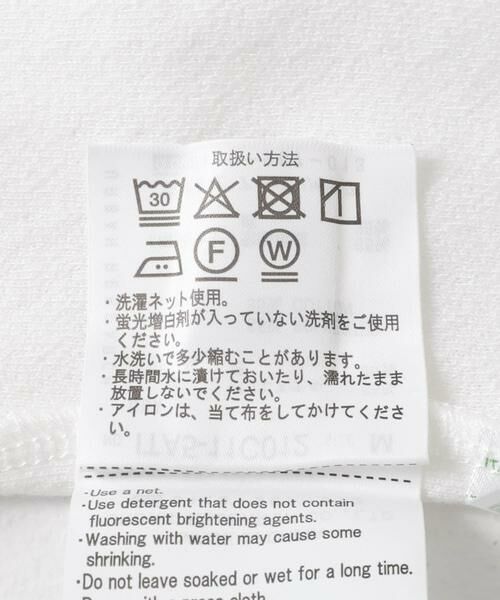 取扱い方法
30
F W
・洗濯ネット使用。
・蛍光増白剤が入っていない洗剤をご使用
ください。
・水洗いで多少縮むことがあります。
・長時間水に漬けておいたり、濡れたまま
放置しないでください。
・アイロンは、当て布をしてかけてくださ
い。
・Use a net.
・Use detergent that does not contain
fluorescent brightening agents.
・Washing with water may cause some
shrinking.
・Do not leave soaked or wet for a long time.